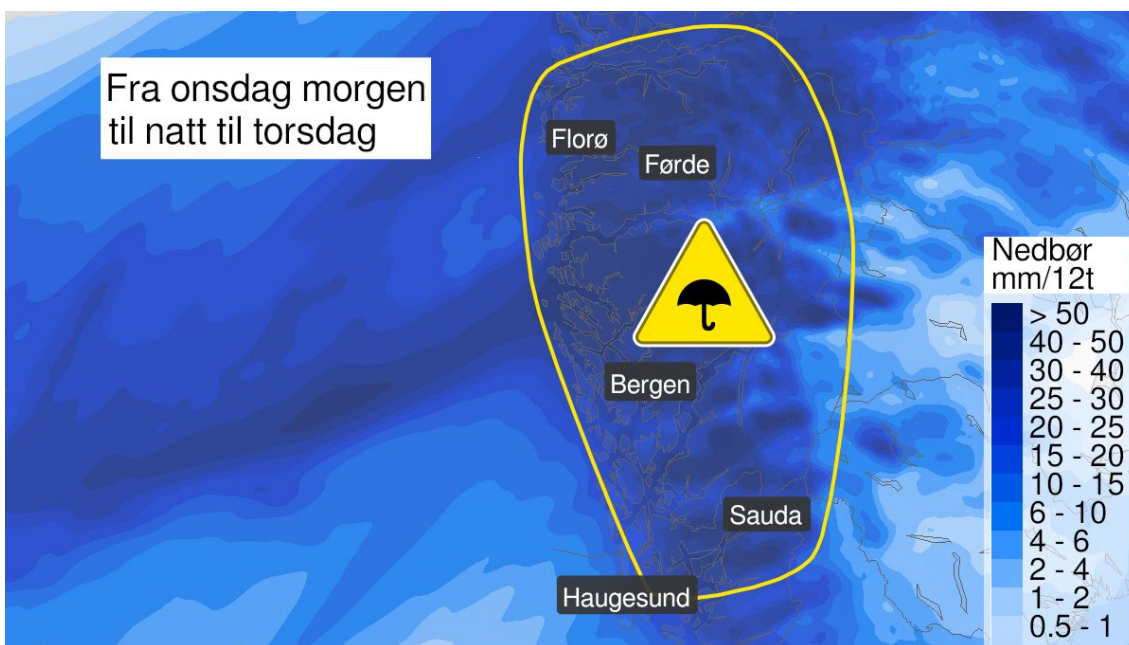 Fra onsdag morgen
til natt til torsdag
Florø
Førde
Bergen
Sauda
Haugesund
Nedbør
mm/12t
> 50
40 - 50
30 - 40
25 - 30
20 - 25
15 - 20
10 - 15
6 - 10
4 - 6
2 - 4
1 - 2
0.5 - 1